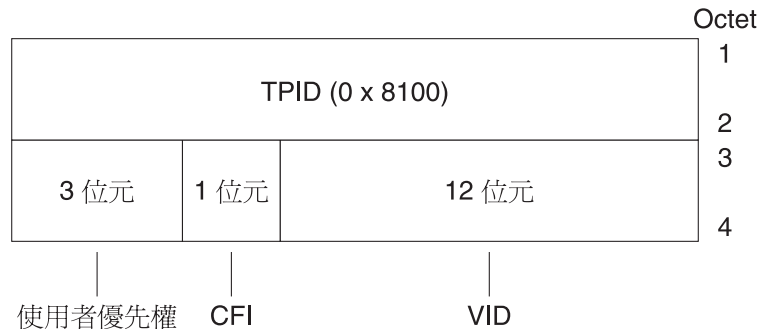 Octet
1
TPID (0 x 8100)
2
3
3 位元
1 位元
12 位元
4
使用者優先權
CFI
VID